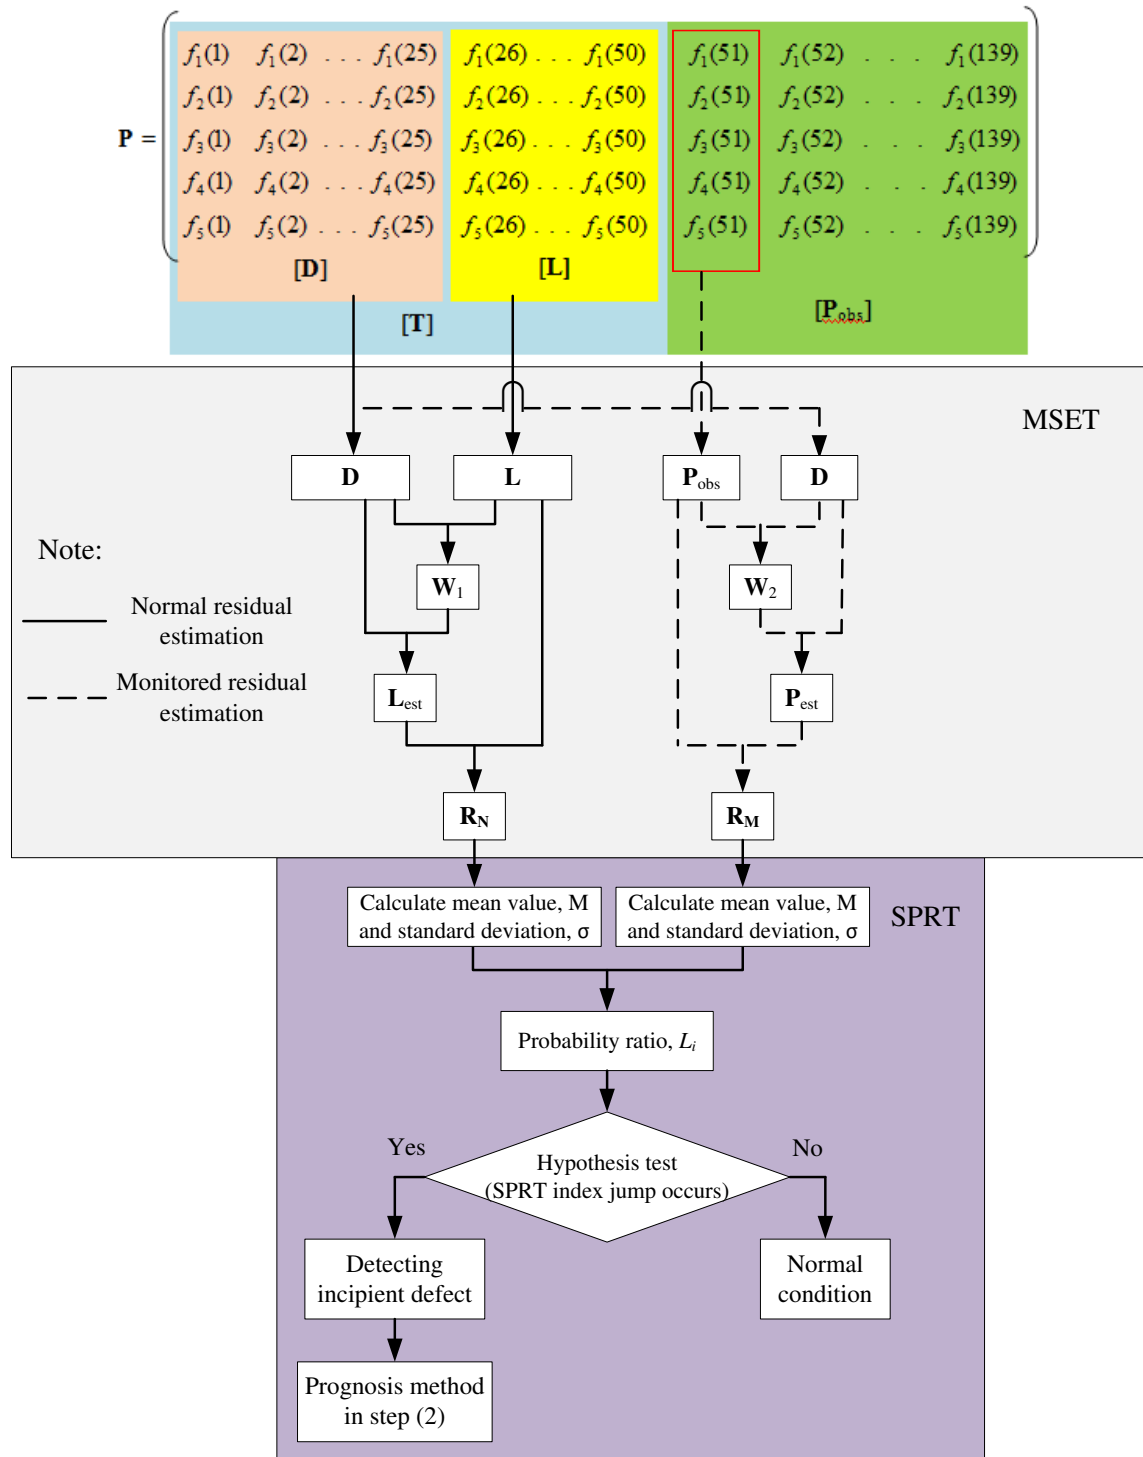 f₁(1) f₁(2) . . . f₁(25) f₁(26) . . . f₁(50) f₁(51) f₁(52) . . . f₁(139)
f₂(1) f₂(2) . . . f₂(25) f₂(26) . . . f₂(50) f₂(51) f₂(52) . . . f₂(139)
P = f₃(1) f₃(2) . . . f₃(25) f₃(26) . . . f₃(50) f₃(51) f₃(52) . . . f₃(139)
f₄(1) f₄(2) . . . f₄(25) f₄(26) . . . f₄(50) f₄(51) f₄(52) . . . f₄(139)
f₅(1) f₅(2) . . . f₅(25) f₅(26) . . . f₅(50) f₅(51) f₅(52) . . . f₅(139)
[D] [L]
[T] [Pobs]
MSET
D L Pobs D
Note:
W₁ W₂
Normal residual
estimation
Monitored residual
estimation
Lest Pest
RN RM
SPRT
Calculate mean value, M
and standard deviation, σ
Calculate mean value, M
and standard deviation, σ
Probability ratio, Li
Yes No
Hypothesis test
(SPRT index jump occurs)
Detecting
incipient defect
Normal
condition
Prognosis method
in step (2)